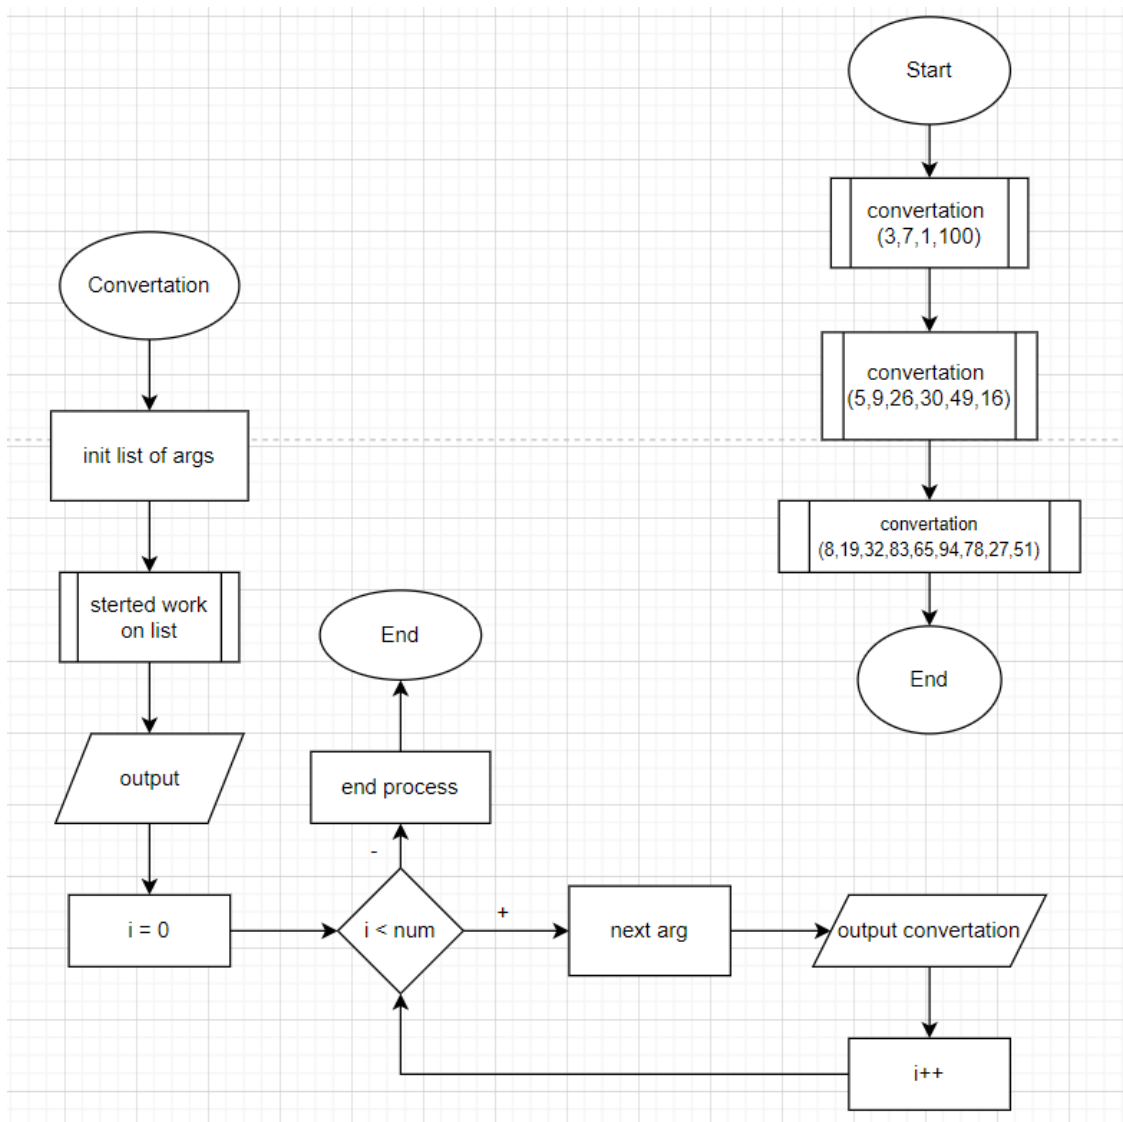 Start
convertation
(3,7,1,100)
convertation
(5,9,26,30,49,16)
convertation
(8,19,32,83,65,94,78,27,51)
End
Convertation
init list of args
sterted work
on list
output
i = 0
i < num
-
end process
End
+
next arg
output convertation
i++